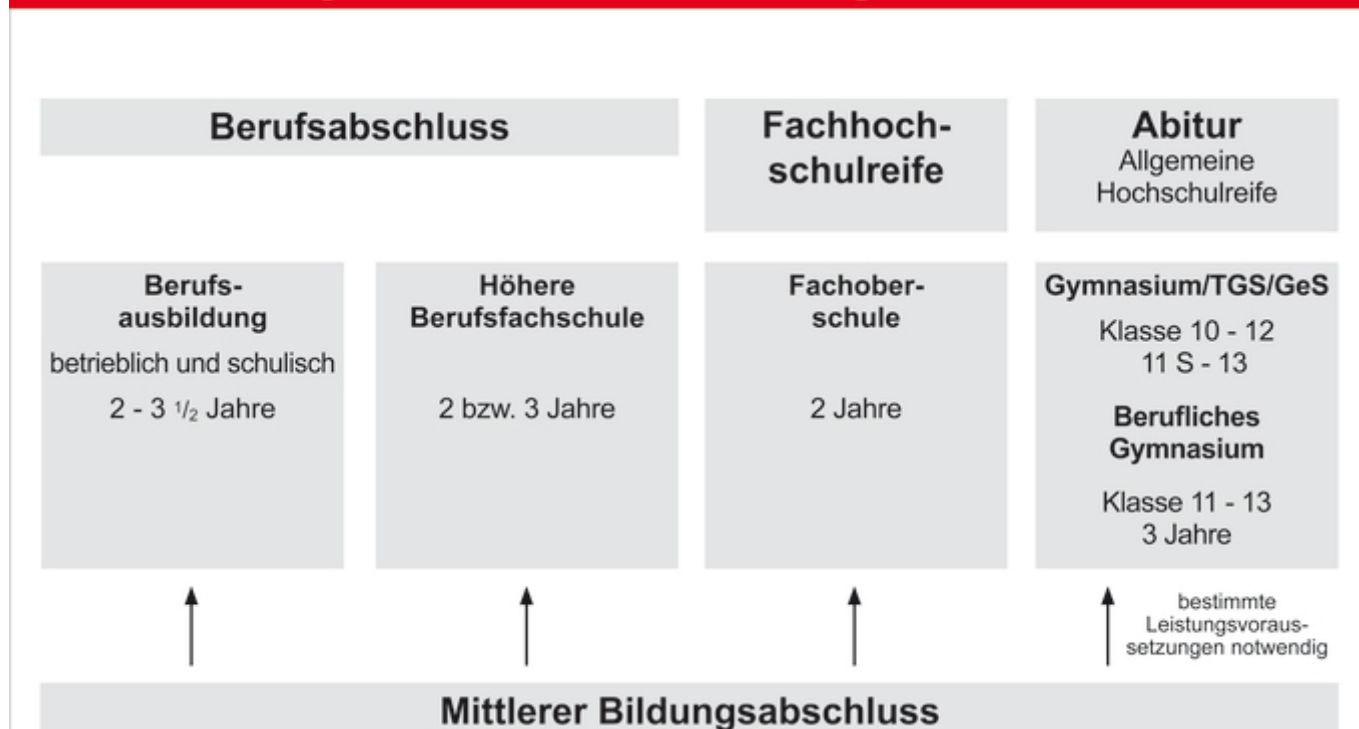 Berufsabschluss
Fachhoch-
schulreife
Abitur
Allgemeine
Hochschulreife
Berufs-
ausbildung
betrieblich und schulisch
2 - 3 1/2 Jahre
Höhere
Berufsfachschule
2 bzw. 3 Jahre
Fachober-
schule
2 Jahre
Gymnasium/TGS/GeS
Klasse 10 - 12
11 S - 13
Berufliches
Gymnasium
Klasse 11 - 13
3 Jahre
bestimmte
Leistungsvoraus-
setzungen notwendig
Mittlerer Bildungsabschluss